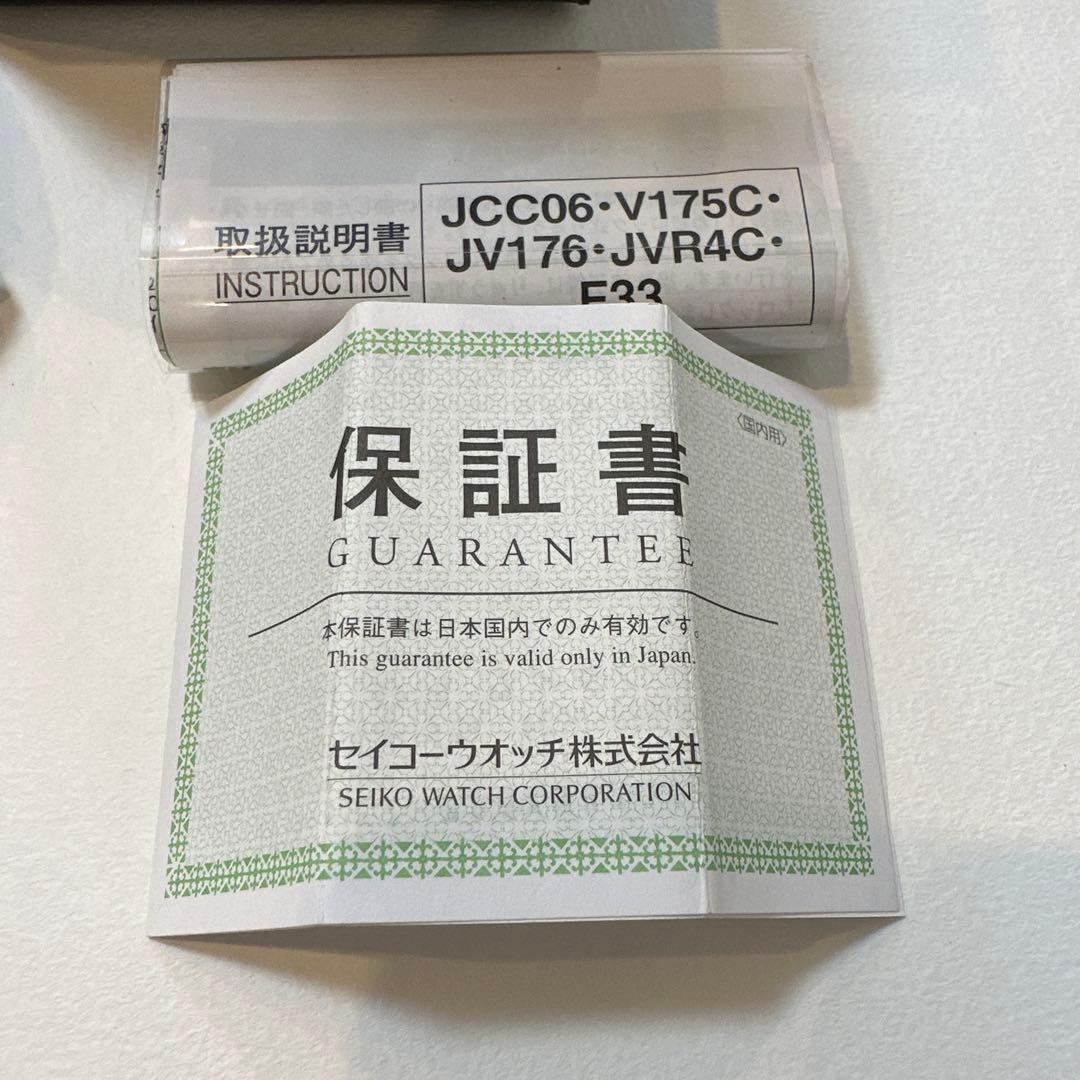 取扱説明書
INSTRUCTION
JCC06・V175C・
JV176・JVR4C・
〈国内用〉
保証書
GUARANTEE
本保証書は日本国内でのみ有効です。
This guarantee is valid only in Japan.
セイコーウオッチ株式会社
SEIKO WATCH CORPORATION